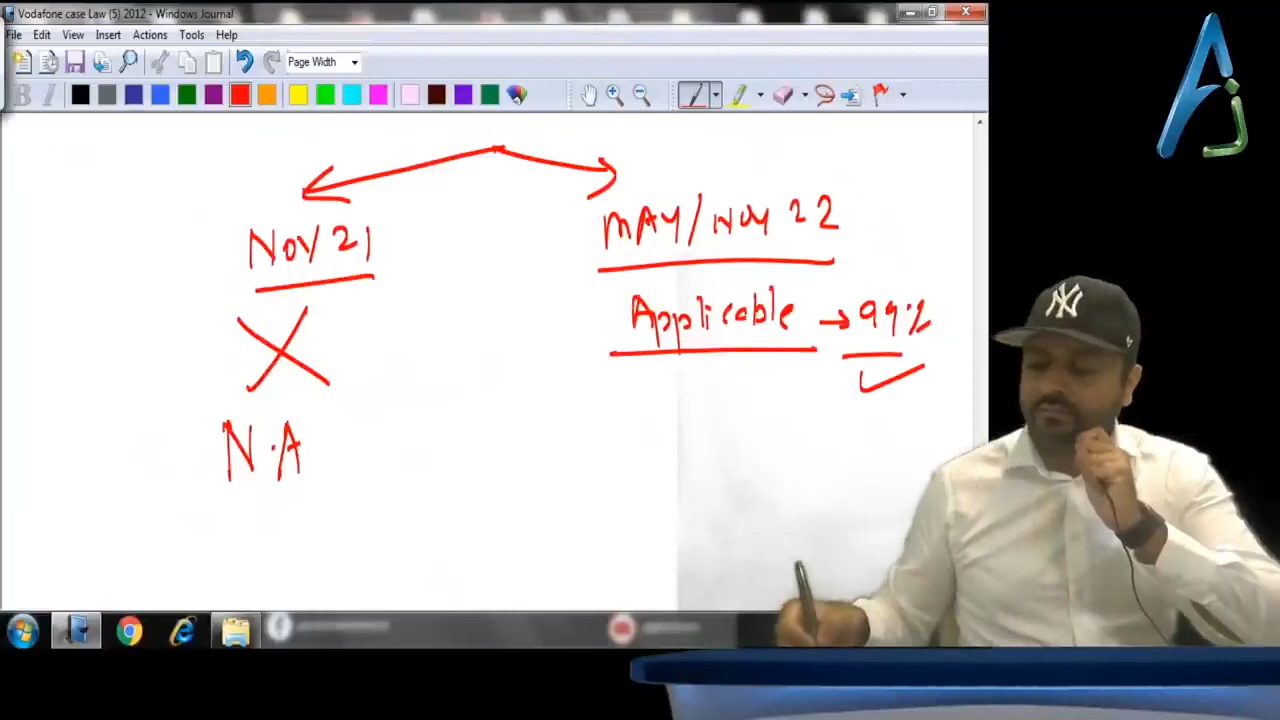 Vodafone case Law (5) 2012 - Windows Journal
File Edit View Insert Actions Tools Help
Page Width
B I
Nov 21
MAY/Nov 22
Applicable → 99%
N.A
NY